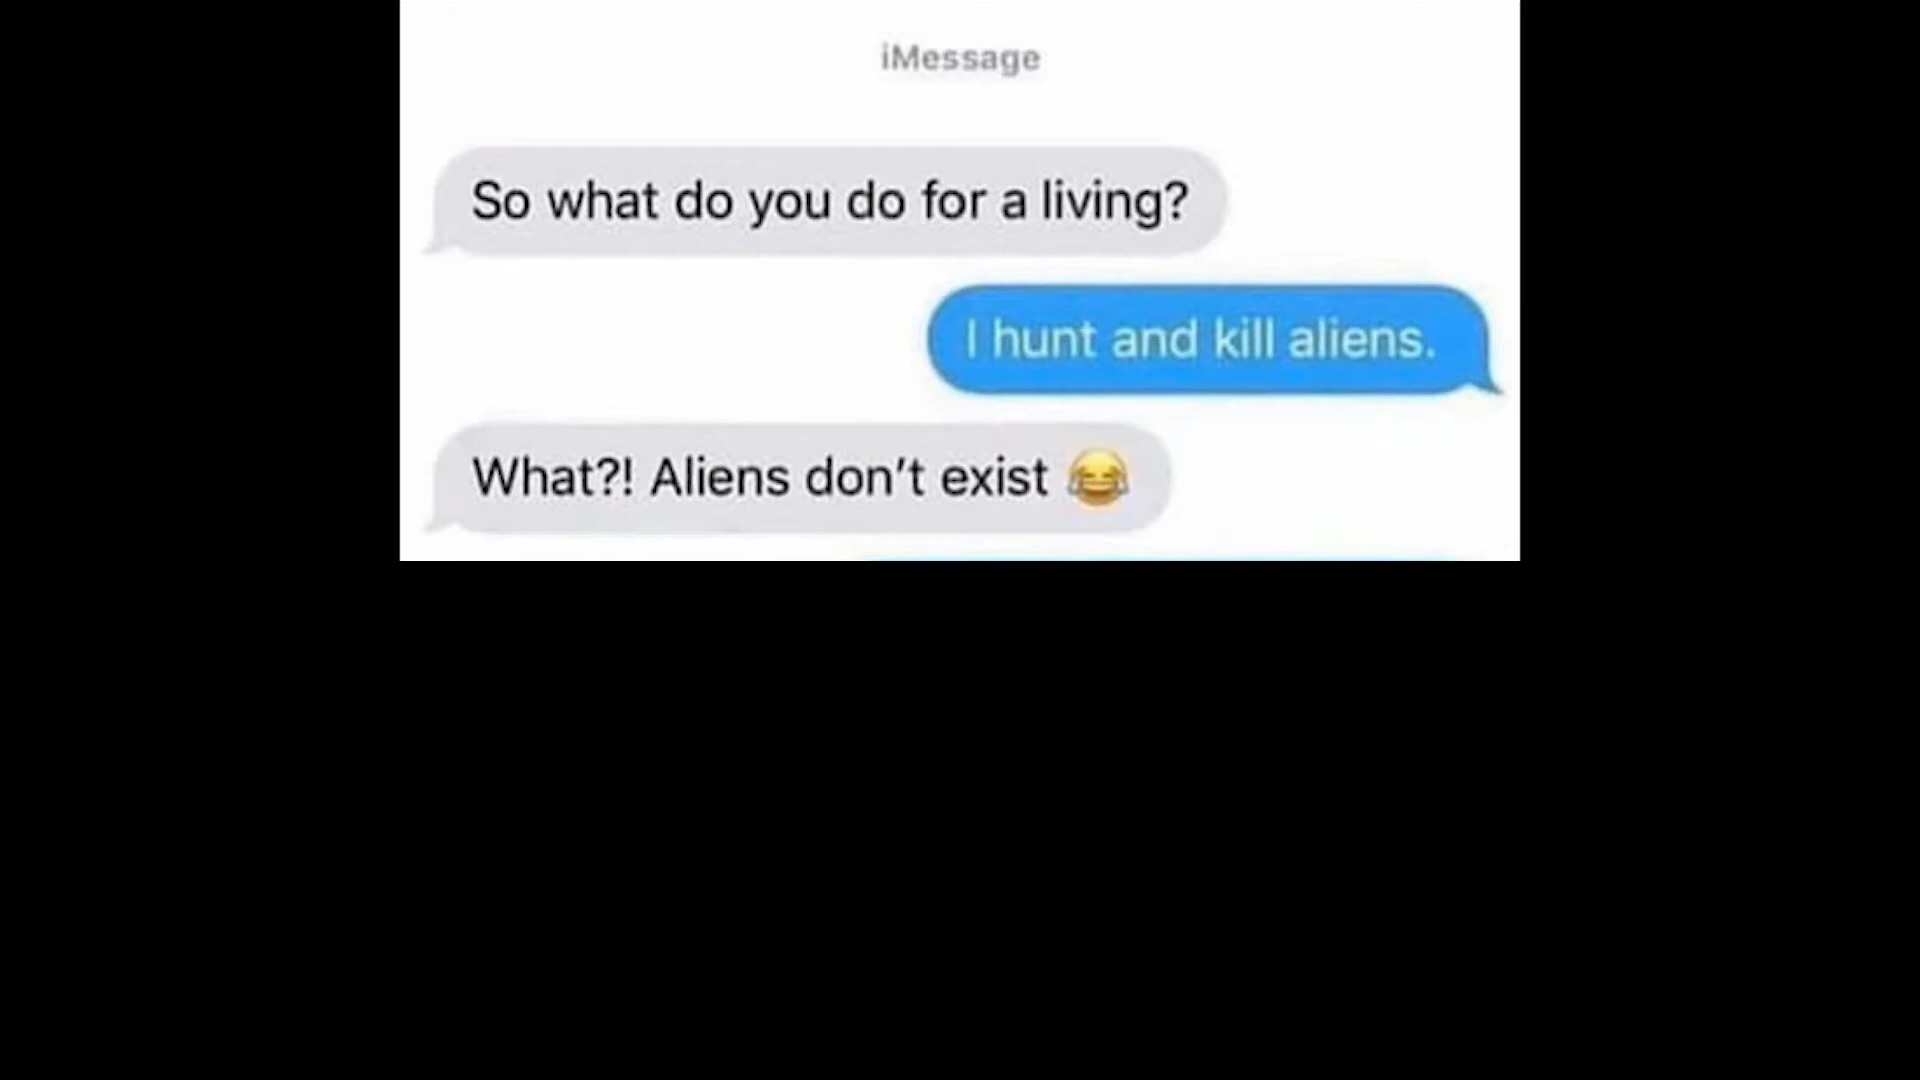 iMessage
So what do you do for a living?
I hunt and kill aliens.
What?! Aliens don’t exist 😂